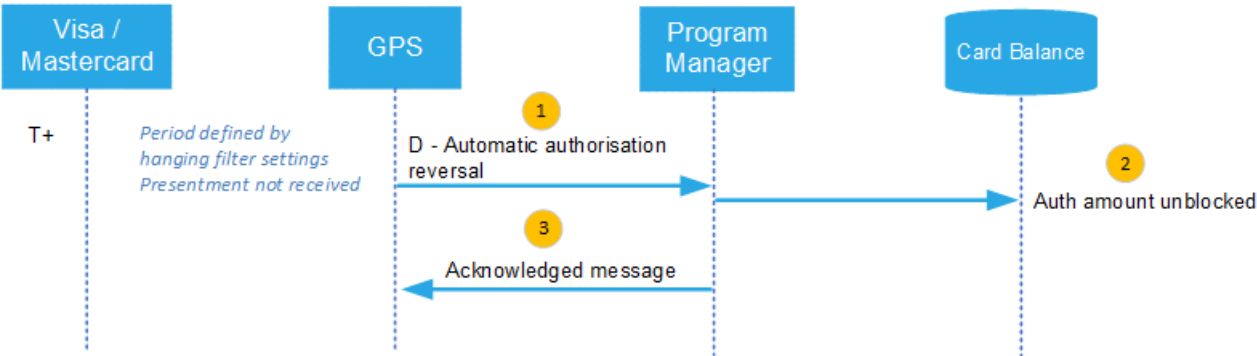 Visa /
Mastercard
GPS
Program
Manager
Card Balance
T+
Period defined by
hanging filter settings
Presentment not received
1
D - Automatic authorisation
reversal
2
Auth amount unblocked
3
Acknowledged message